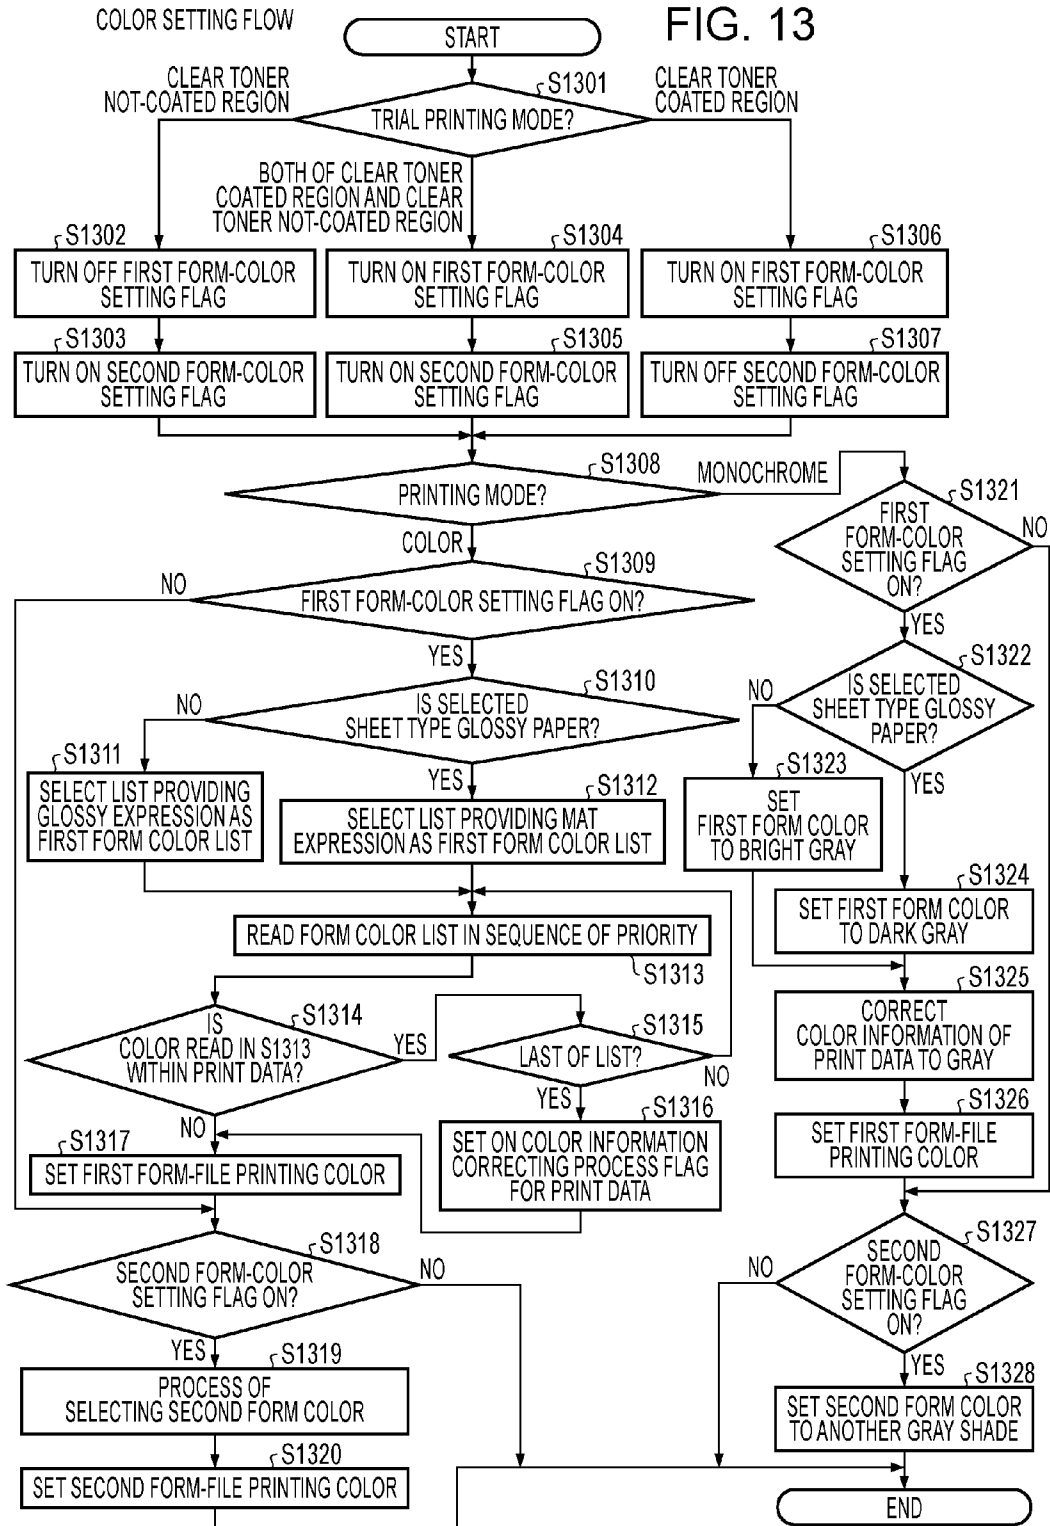 COLOR SETTING FLOW
FIG. 13
START
CLEAR TONER
NOT-COATED REGION
S1301
TRIAL PRINTING MODE?
CLEAR TONER
COATED REGION
BOTH OF CLEAR TONER
COATED REGION AND CLEAR
TONER NOT-COATED REGION
S1302
TURN OFF FIRST FORM-COLOR
SETTING FLAG
S1304
TURN ON FIRST FORM-COLOR
SETTING FLAG
S1306
TURN ON FIRST FORM-COLOR
SETTING FLAG
S1303
TURN ON SECOND FORM-COLOR
SETTING FLAG
S1305
TURN ON SECOND FORM-COLOR
SETTING FLAG
S1307
TURN OFF SECOND FORM-COLOR
SETTING FLAG
S1308
PRINTING MODE?
MONOCHROME
COLOR
S1321
FIRST
FORM-COLOR
SETTING FLAG
ON?
NO
YES
S1309
FIRST FORM-COLOR SETTING FLAG ON?
NO
YES
S1310
IS SELECTED
SHEET TYPE GLOSSY PAPER?
NO
YES
S1322
IS SELECTED
SHEET TYPE GLOSSY
PAPER?
NO
YES
S1311
SELECT LIST PROVIDING
GLOSSY EXPRESSION AS
FIRST FORM COLOR LIST
S1312
SELECT LIST PROVIDING MAT
EXPRESSION AS FIRST FORM COLOR LIST
S1323
SET
FIRST FORM COLOR
TO BRIGHT GRAY
S1324
SET FIRST FORM COLOR
TO DARK GRAY
READ FORM COLOR LIST IN SEQUENCE OF PRIORITY
S1313
S1314
IS
COLOR READ IN S1313
WITHIN PRINT DATA?
YES
NO
S1315
LAST OF LIST?
NO
YES
S1325
CORRECT
COLOR INFORMATION OF
PRINT DATA TO GRAY
S1316
SET ON COLOR INFORMATION
CORRECTING PROCESS FLAG
FOR PRINT DATA
S1326
SET FIRST FORM-FILE
PRINTING COLOR
S1317
SET FIRST FORM-FILE PRINTING COLOR
S1318
SECOND FORM-COLOR
SETTING FLAG ON?
NO
YES
S1327
SECOND
FORM-COLOR
SETTING FLAG
ON?
NO
YES
S1319
PROCESS OF
SELECTING SECOND FORM COLOR
S1328
SET SECOND FORM COLOR
TO ANOTHER GRAY SHADE
S1320
SET SECOND FORM-FILE PRINTING COLOR
END